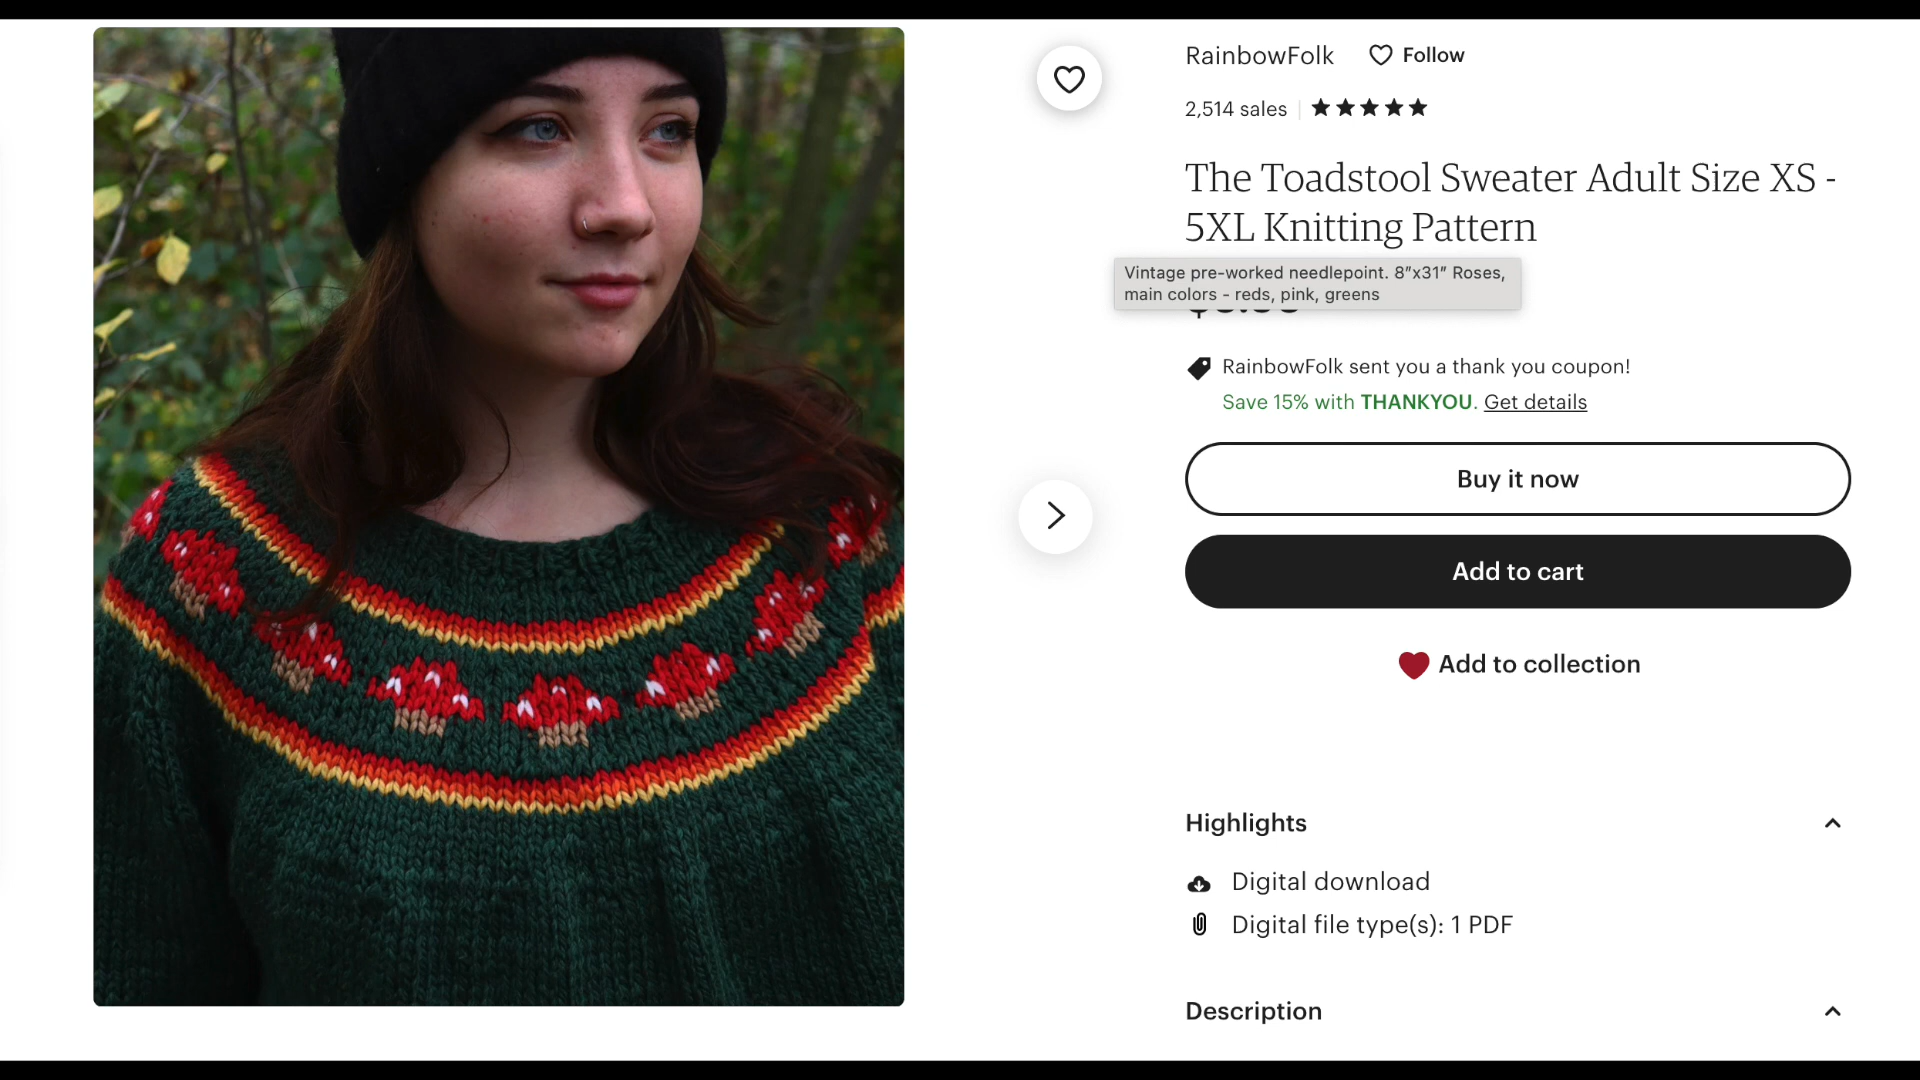 RainbowFolk Follow
2,514 sales
The Toadstool Sweater Adult Size XS -
5XL Knitting Pattern
Vintage pre-worked needlepoint. 8”x31” Roses,
main colors - reds, pink, greens
RainbowFolk sent you a thank you coupon!
Save 15% with THANKYOU. Get details
Buy it now
Add to cart
Add to collection
Highlights
Digital download
Digital file type(s): 1 PDF
Description